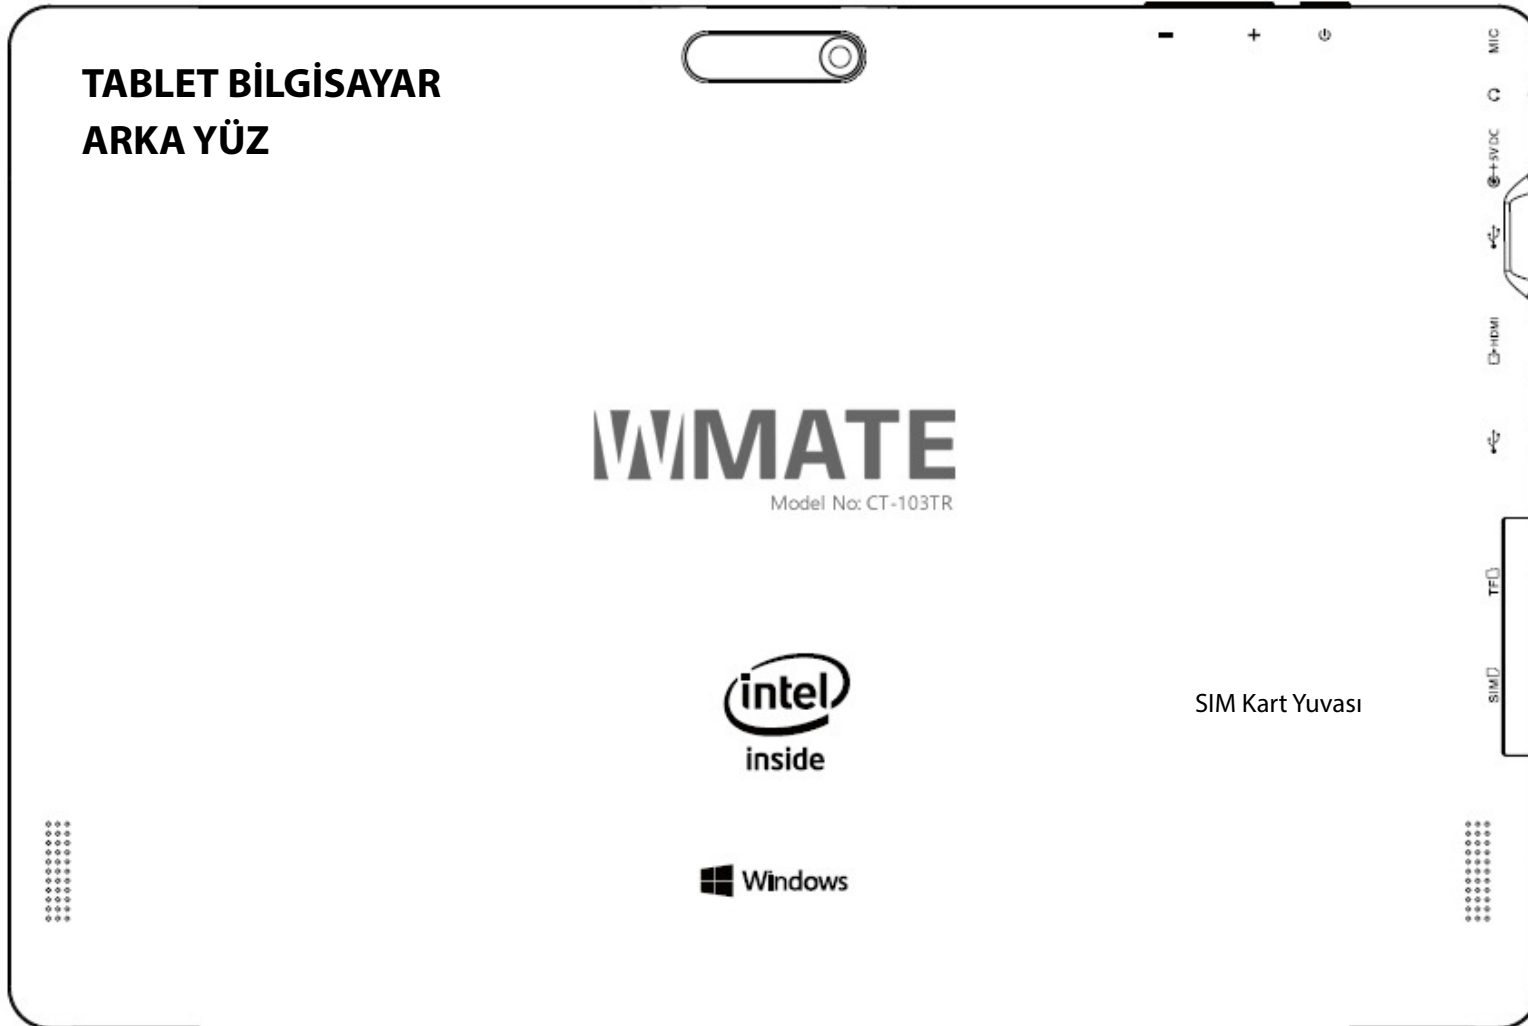 TABLET BİLGİSAYAR
ARKA YÜZ
- +
MIC
+5V DC
HDMI
WMATE
Model No: CT-103TR
TF
intel
inside
SIM Kart Yuvası
SIM
Windows